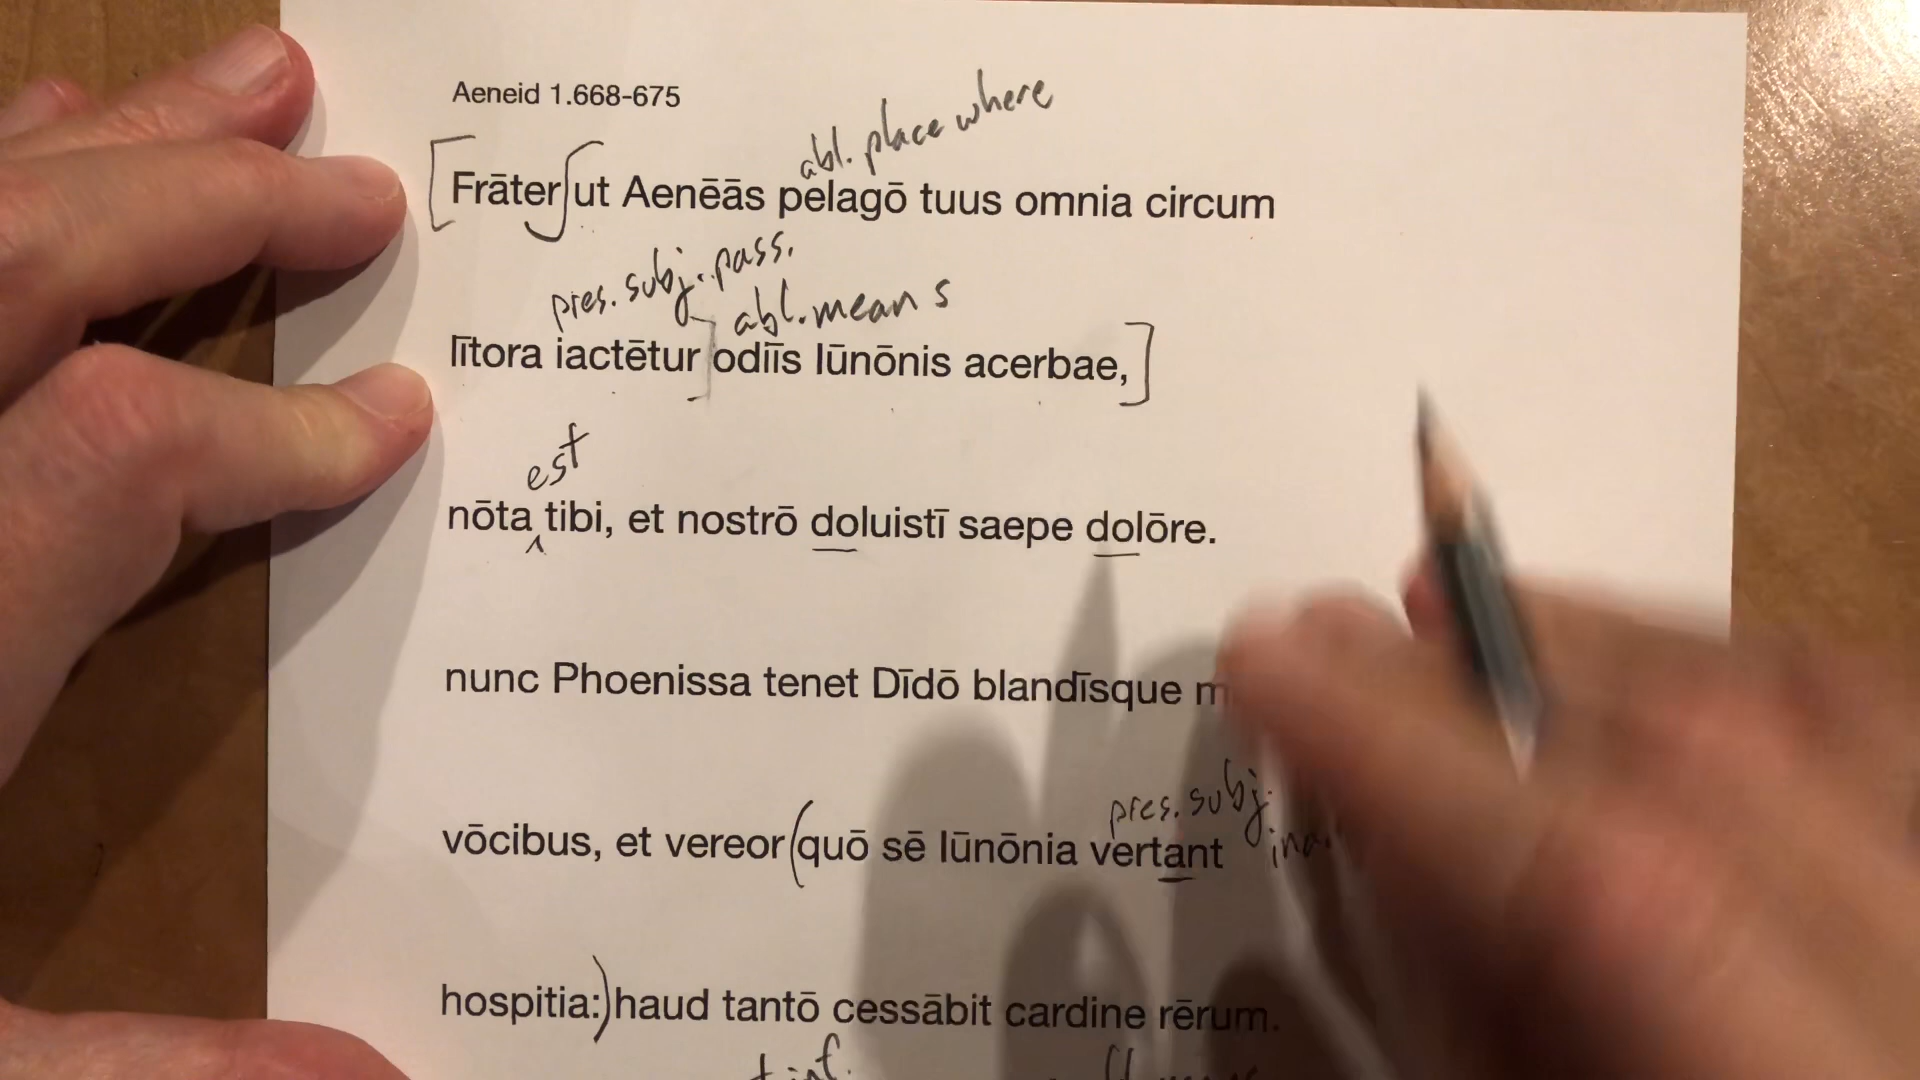 Aeneid 1.668-675
abl. place where
Frāter ut Aenēās pelagō tuus omnia circum
pres. subj. pass.
abl. means
lītora iactētur odiīs Iūnōnis acerbae,
est
nōta tibi, et nostrō doluistī saepe dolōre.
nunc Phoenissa tenet Dīdō blandīsque
pres. subj.
vōcibus, et vereor (quō sē Iūnōnia vertant
hospitia:) haud tantō cessābit cardine rērum.
inf.